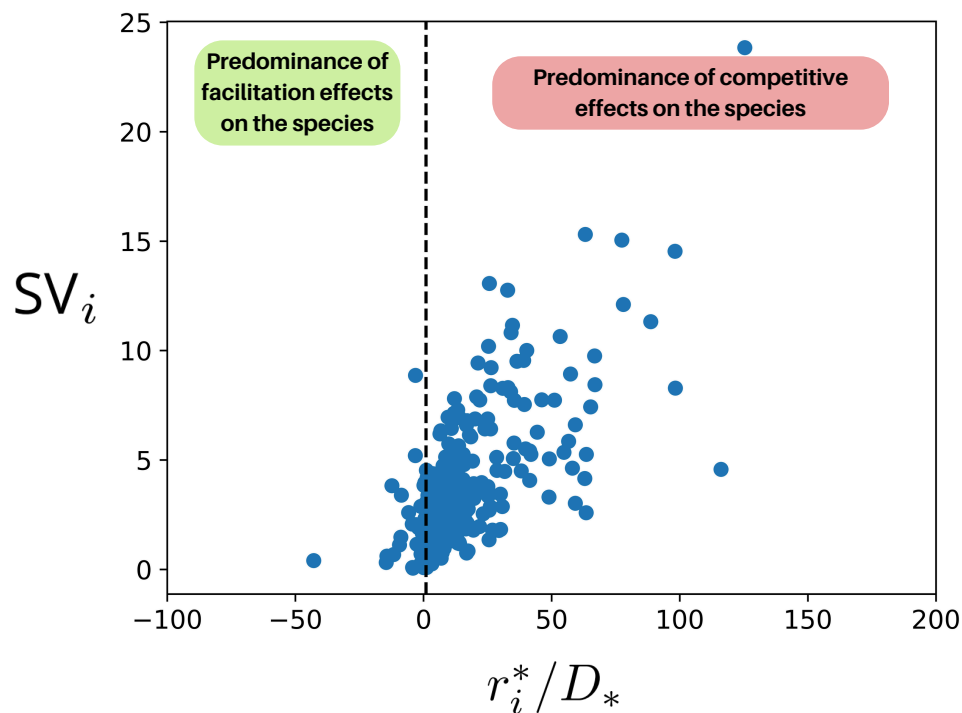 25
20
15
10
5
0
Predominance of
facilitation effects
on the species
Predominance of competitive
effects on the species
SVᵢ
−100 −50 0 50 100 150 200
rᵢ*/D₍*₎